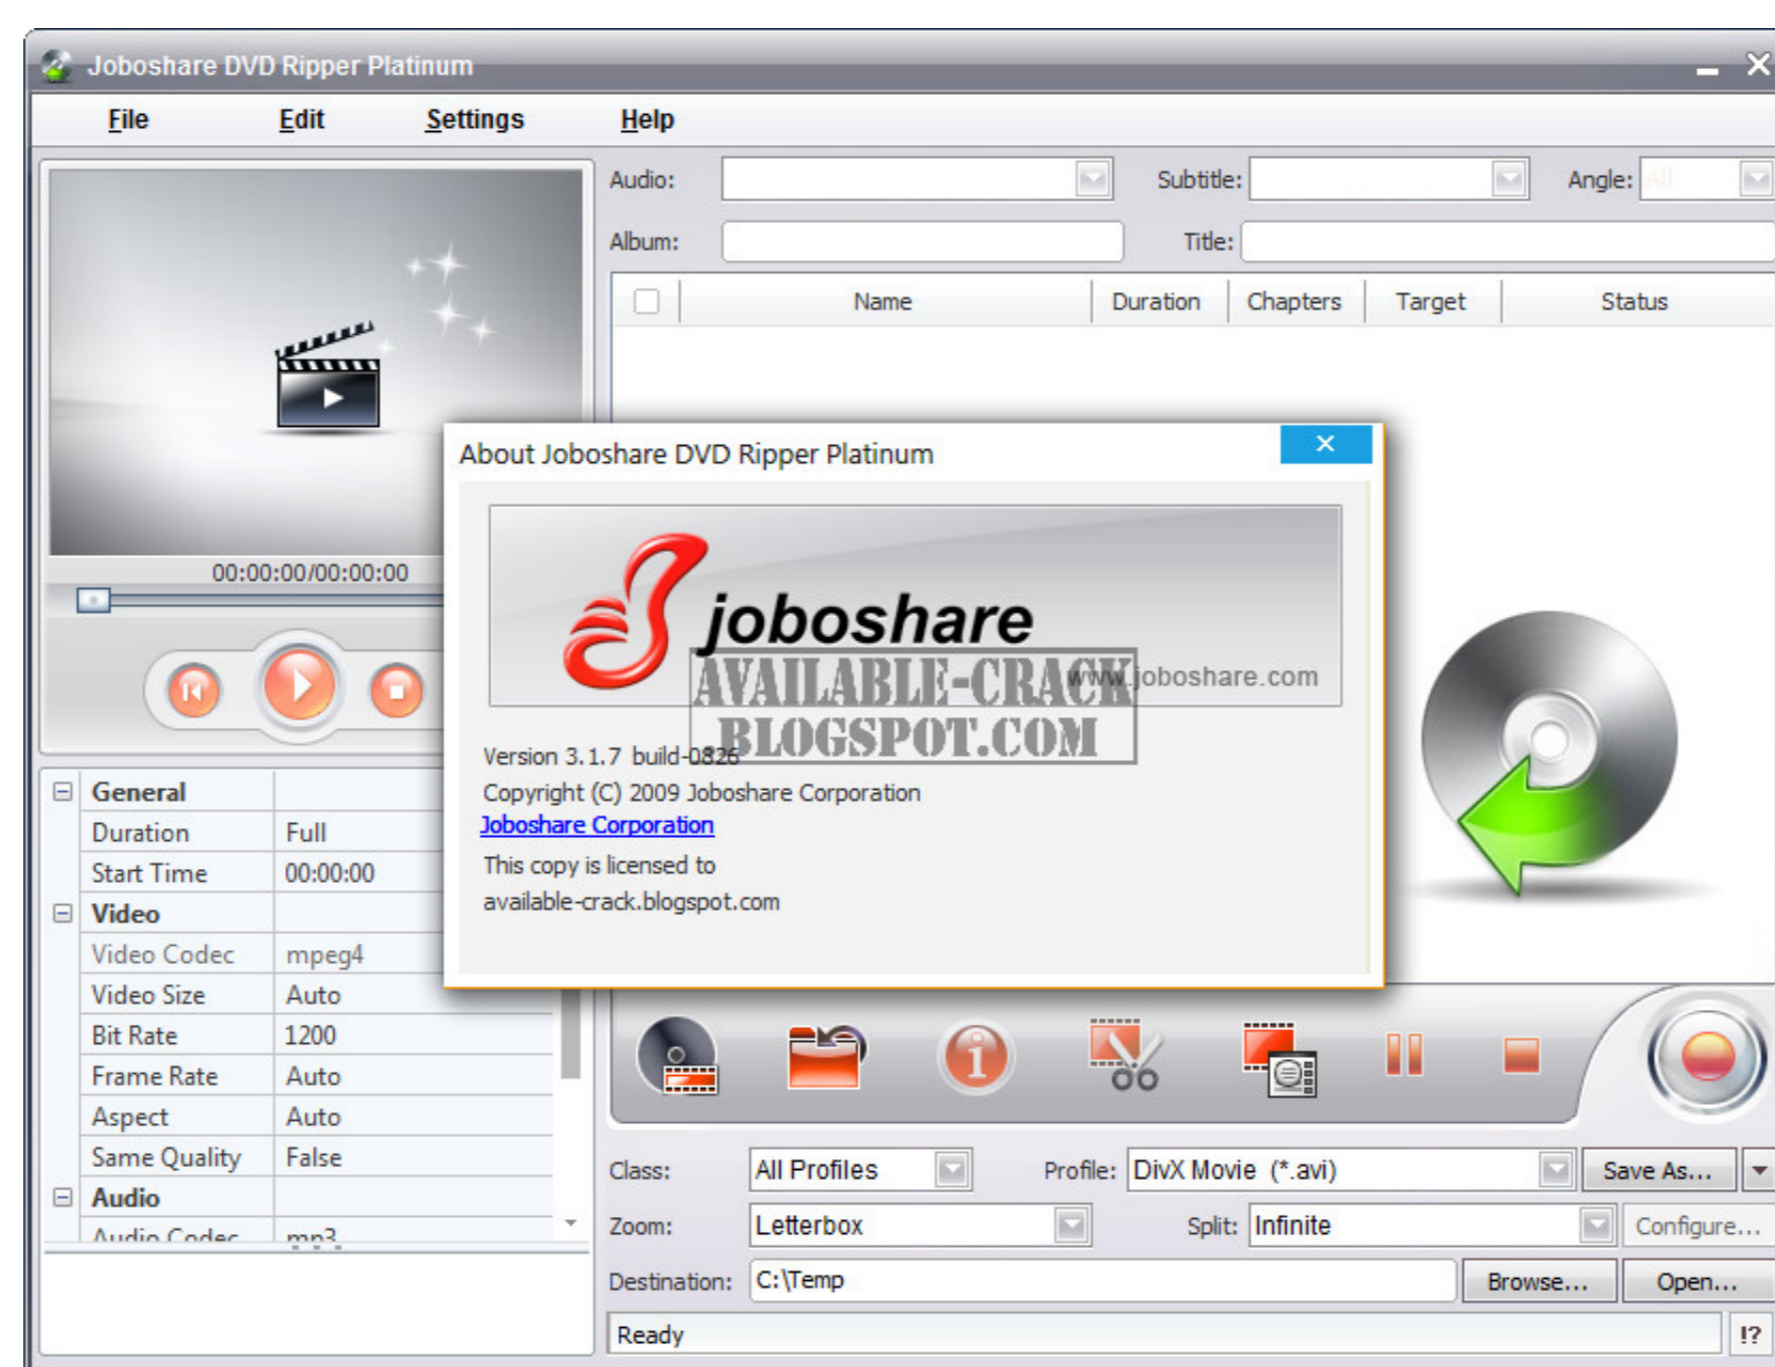 Joboshare DVD Ripper Platinum
File Edit Settings Help
Audio: Subtitle: Angle: All
Album: Title:
Name Duration Chapters Target Status
00:00:00/00:00:00
About Joboshare DVD Ripper Platinum
joboshare
www.joboshare.com
AVAILABLE-CRACK
BLOGSPOT.COM
Version 3.1.7 build-0826
Copyright (C) 2009 Joboshare Corporation
Joboshare Corporation
This copy is licensed to
available-crack.blogspot.com
General
Duration Full
Start Time 00:00:00
Video
Video Codec mpeg4
Video Size Auto
Bit Rate 1200
Frame Rate Auto
Aspect Auto
Same Quality False
Audio
Audio Codec mp3
Class: All Profiles Profile: DivX Movie (*.avi) Save As...
Zoom: Letterbox Split: Infinite Configure...
Destination: C:\Temp Browse... Open...
Ready !?